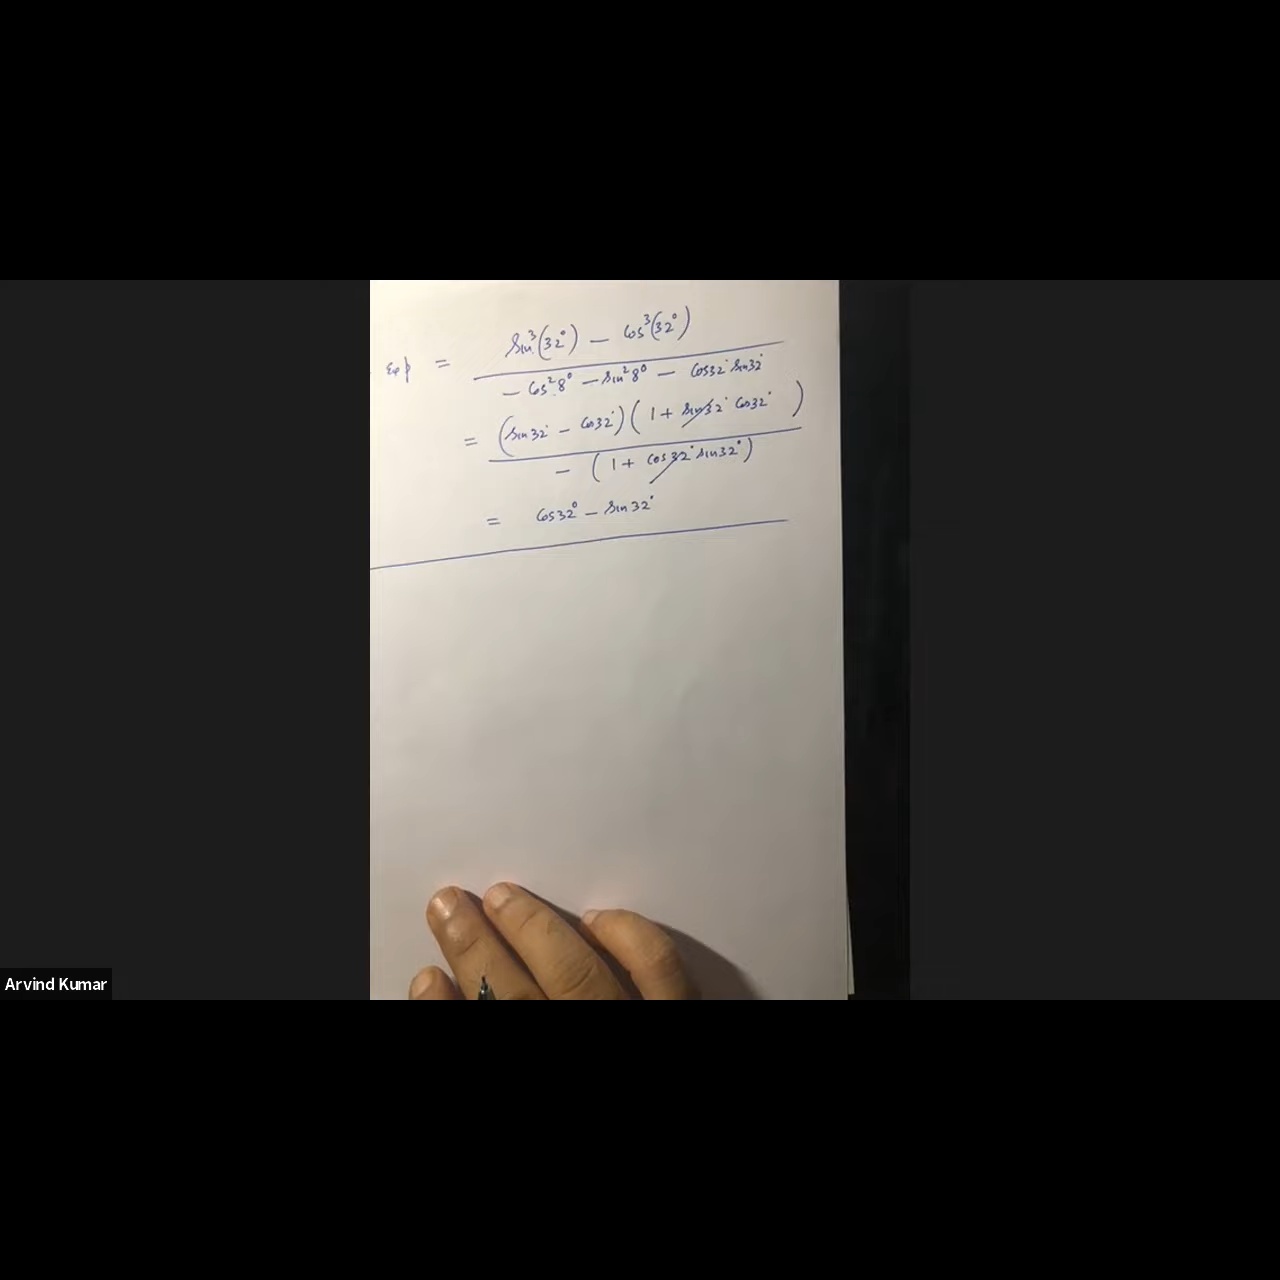 Exp = sin³(32°) – cos³(32°)
– cos²8° – sin²8° – cos32° sin32°
= (sin32° – cos32°)(1 + sin32° cos32°)
– (1 + cos32° sin32°)
= cos32° – sin32°
Arvind Kumar